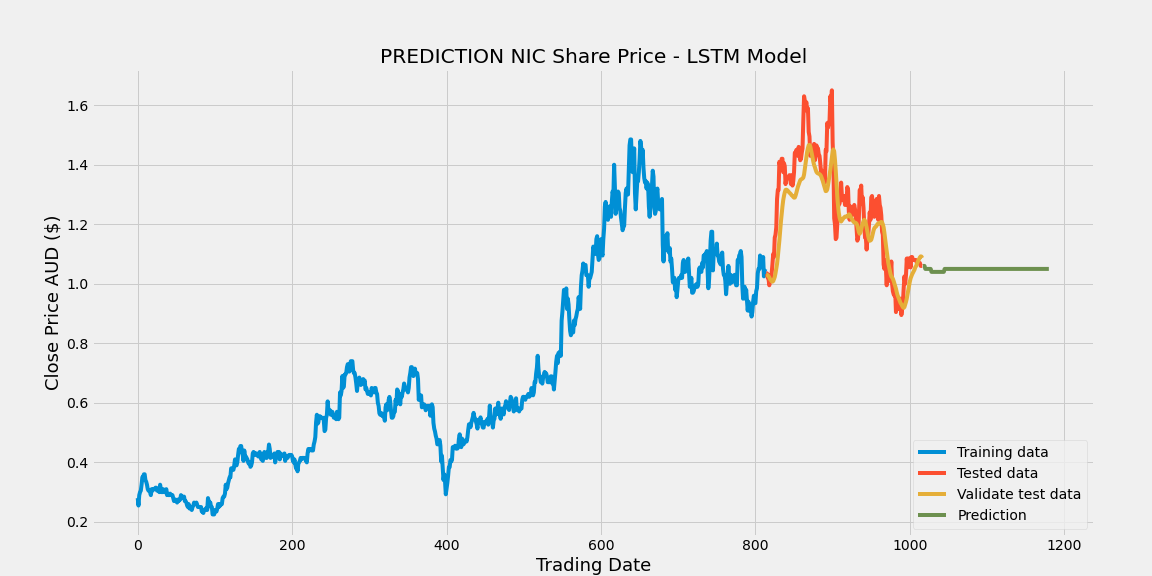 PREDICTION NIC Share Price - LSTM Model
Close Price AUD ($)
1.6
1.4
1.2
1.0
0.8
0.6
0.4
0.2
Training data
Tested data
Validate test data
Prediction
0 200 400 600 800 1000 1200
Trading Date